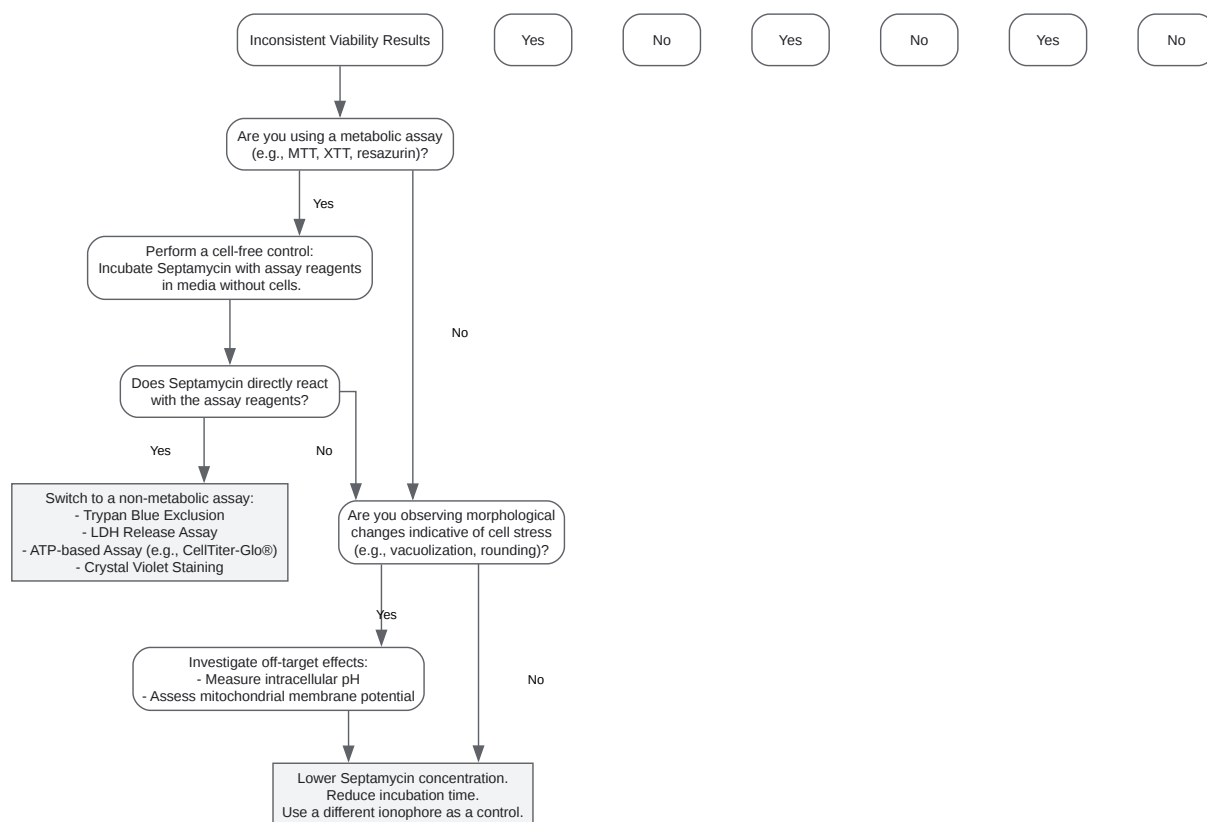 Inconsistent Viability Results
Yes
No
Yes
No
Yes
No
Are you using a metabolic assay
(e.g., MTT, XTT, resazurin)?
Yes
Perform a cell-free control:
Incubate Septamycin with assay reagents
in media without cells.
No
Does Septamycin directly react
with the assay reagents?
Yes
No
Switch to a non-metabolic assay:
- Trypan Blue Exclusion
- LDH Release Assay
- ATP-based Assay (e.g., CellTiter-Glo®)
- Crystal Violet Staining
Are you observing morphological
changes indicative of cell stress
(e.g., vacuolization, rounding)?
Yes
Investigate off-target effects:
- Measure intracellular pH
- Assess mitochondrial membrane potential
No
Lower Septamycin concentration.
Reduce incubation time.
Use a different ionophore as a control.